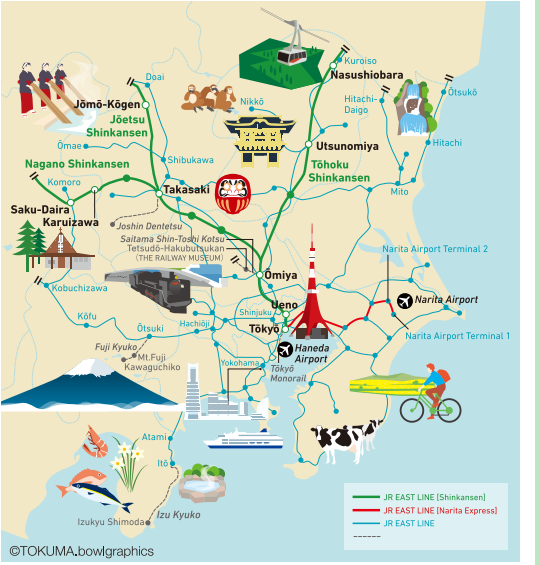 Kuroiso
Nasushiobara
Doai
Jōmō-Kōgen
Jōetsu
Shinkansen
Nikkō
Hitachi-
Daigo
Ōtsukō
Ōmae
Utsunomiya
Hitachi
Nagano Shinkansen
Shibukawa
Tōhoku
Shinkansen
Komoro
Takasaki
Mito
Saku-Daira
Karuizawa
Joshin Dentetsu
Saitama Shin-Toshi Kotsu
Tetsudō-Hakubutsukan
(THE RAILWAY MUSEUM)
Narita Airport Terminal 2
Ōmiya
Kobuchizawa
Narita Airport
Ueno
Shinjuku
Kōfu
Ōtsuki
Hachiōji
Tōkyō
Narita Airport Terminal 1
Fuji Kyuko
Mt.Fuji
Kawaguchiko
Haneda
Airport
Yokohama
Tōkyō
Monorail
Atami
Itō
Izu Kyuko
Izukyu Shimoda
JR EAST LINE [Shinkansen]
JR EAST LINE [Narita Express]
JR EAST LINE
©TOKUMA.bowlgraphics